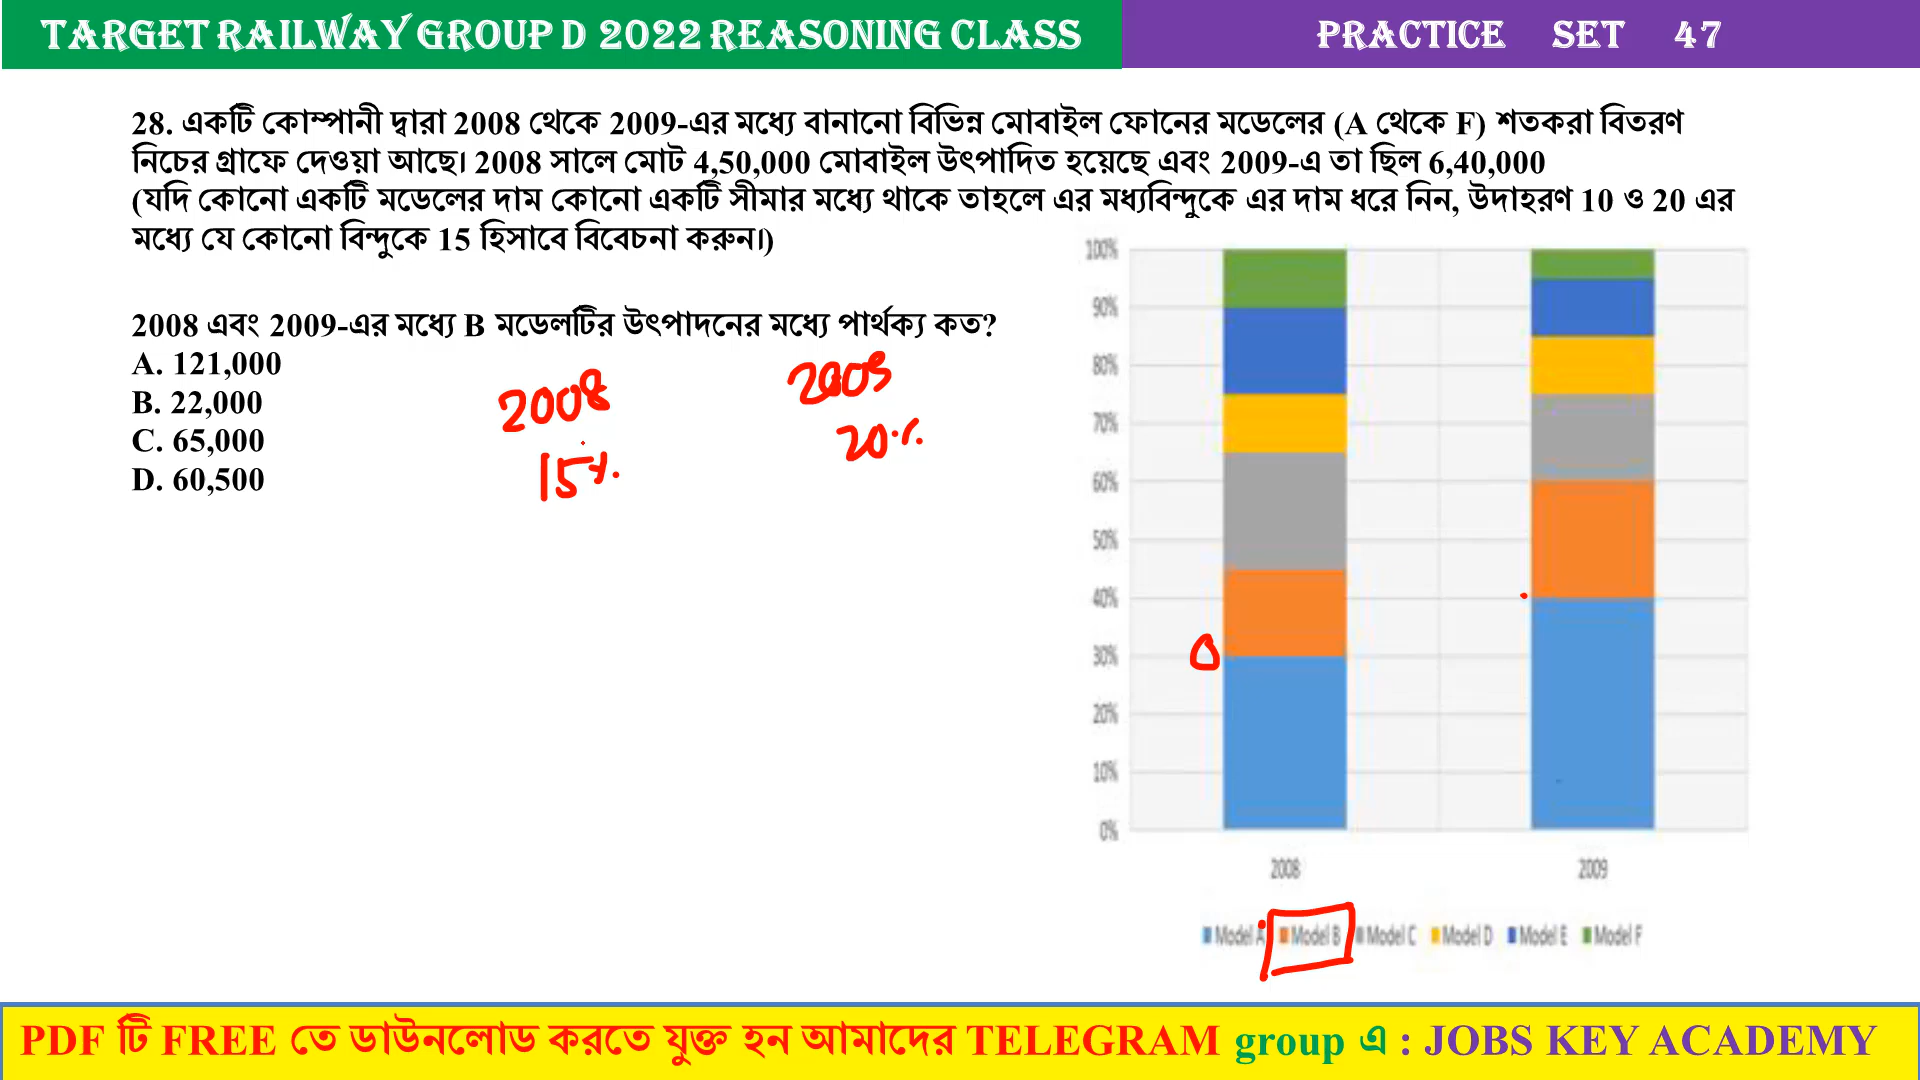 TARGET RAILWAY GROUP D 2022 REASONING CLASS
PRACTICE SET 47
28. একটি কোম্পানী দ্বারা 2008 থেকে 2009-এর মধ্যে বানানো বিভিন্ন মোবাইল ফোনের মডেলের (A থেকে F) শতকরা বিতরণ
নিচের গ্রাফে দেওয়া আছে। 2008 সালে মোট 4,50,000 মোবাইল উৎপাদিত হয়েছে এবং 2009-এ তা ছিল 6,40,000
(যদি কোনো একটি মডেলের দাম কোনো একটি সীমার মধ্যে থাকে তাহলে এর মধ্যবিন্দুকে এর দাম ধরে নিন, উদাহরণ 10 ও 20 এর
মধ্যে যে কোনো বিন্দুকে 15 হিসাবে বিবেচনা করুন।)
2008 এবং 2009-এর মধ্যে B মডেলটির উৎপাদনের মধ্যে পার্থক্য কত?
A. 121,000
B. 22,000
C. 65,000
D. 60,500
2008
2009
15%
20%
100%
90%
80%
70%
60%
50%
40%
30%
20%
10%
0%
2008
2009
Model A Model B Model C Model D Model E Model F
PDF টি FREE তে ডাউনলোড করতে যুক্ত হন আমাদের TELEGRAM group এ : JOBS KEY ACADEMY